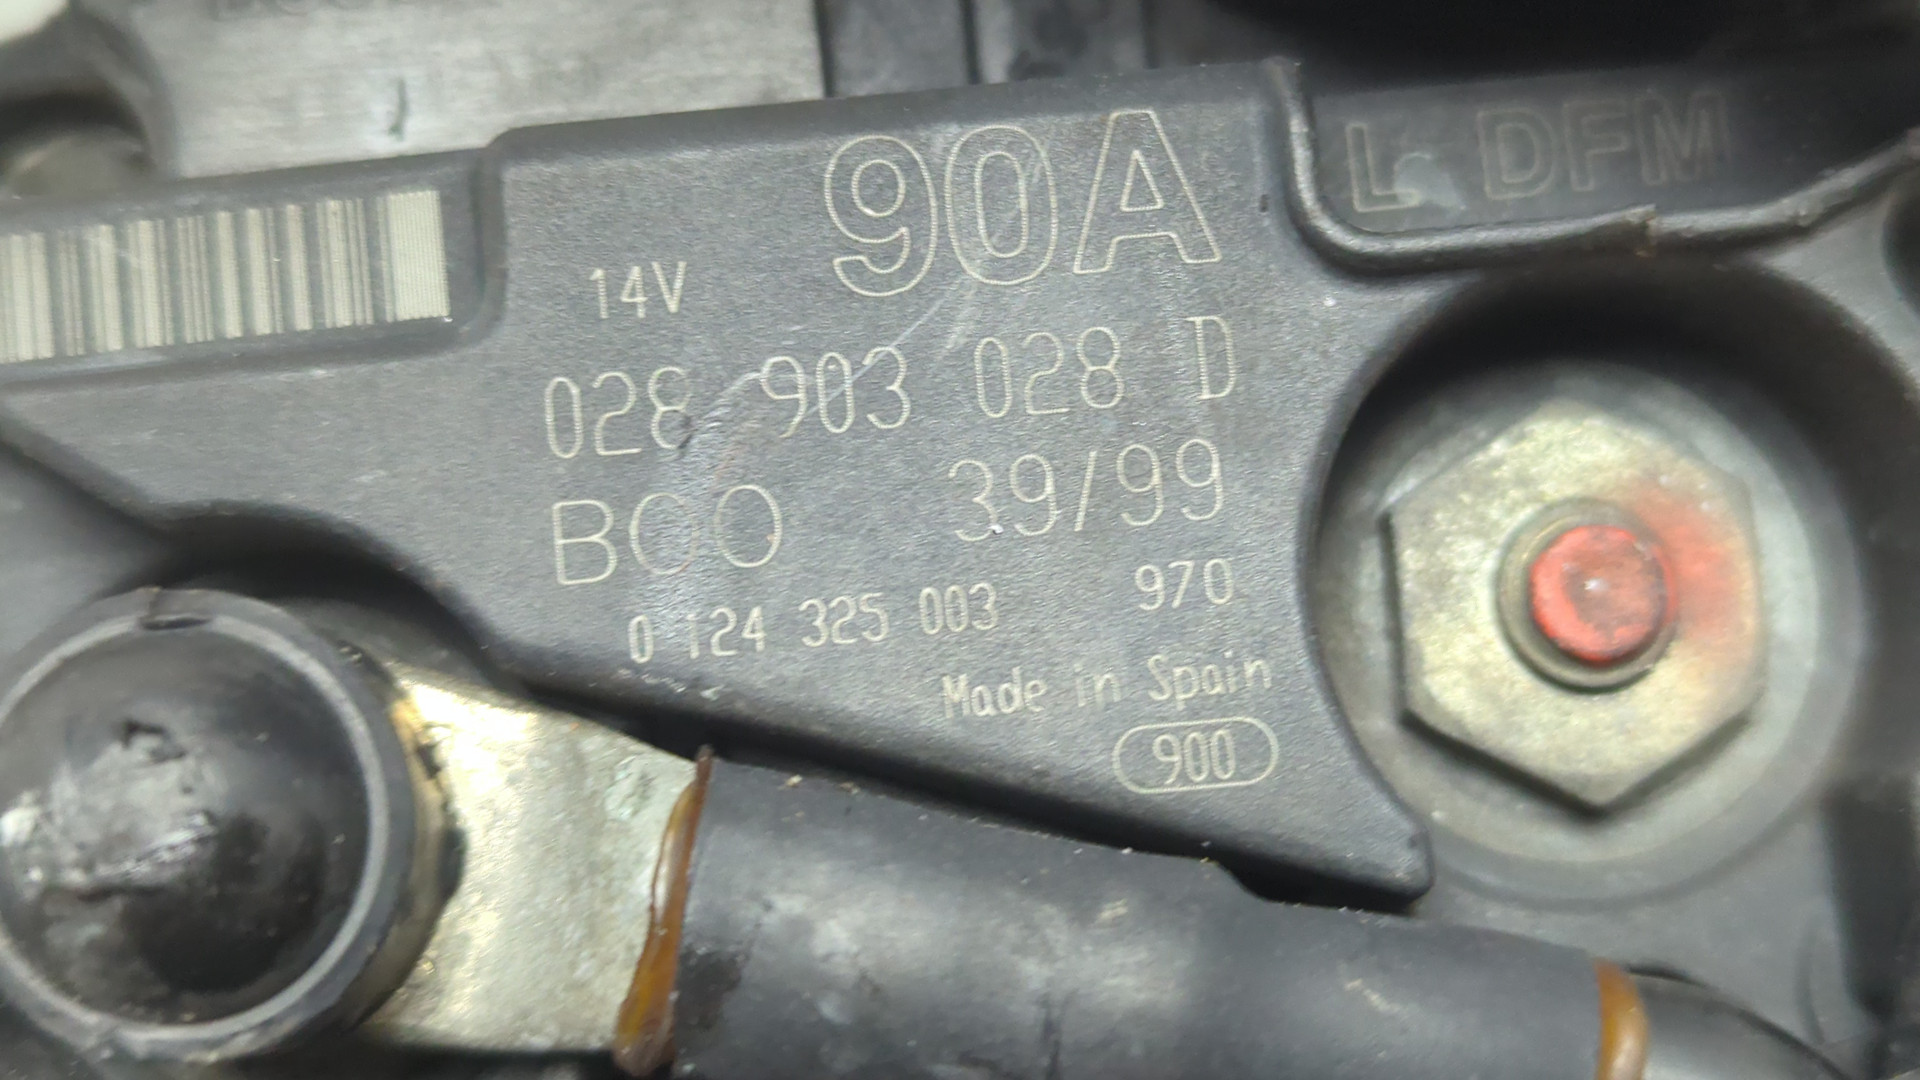 90A
L DFM
14V
028 903 028 D
BOO 39/99
0 124 325 003 970
Made in Spain
900